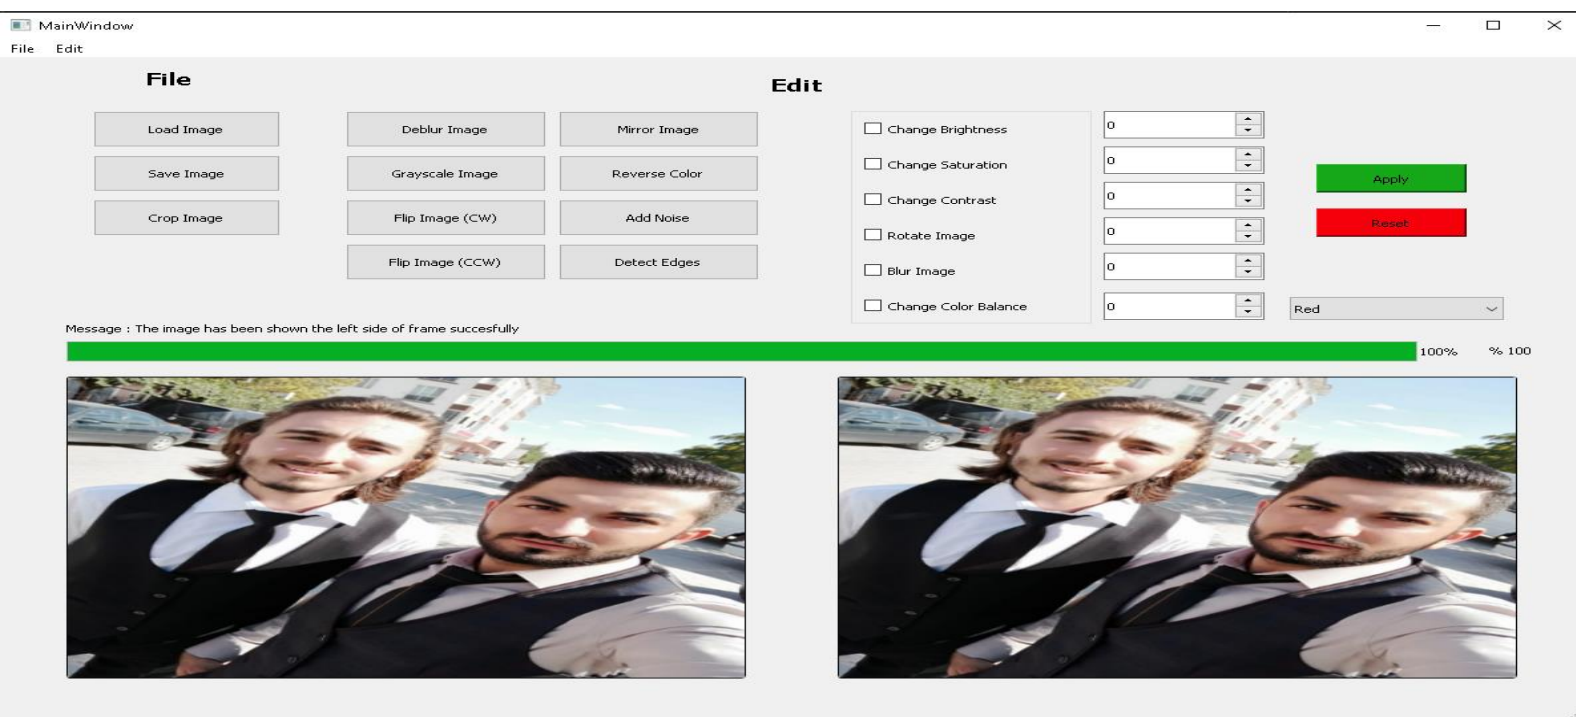 MainWindow
File Edit
File
Edit
Load Image
Save Image
Crop Image
Deblur Image
Mirror Image
Grayscale Image
Reverse Color
Flip Image (CW)
Add Noise
Flip Image (CCW)
Detect Edges
Change Brightness 0
Change Saturation 0
Change Contrast 0
Rotate Image 0
Blur Image 0
Change Color Balance 0
Red
Apply
Reset
Message : The image has been shown the left side of frame succesfully
100% % 100